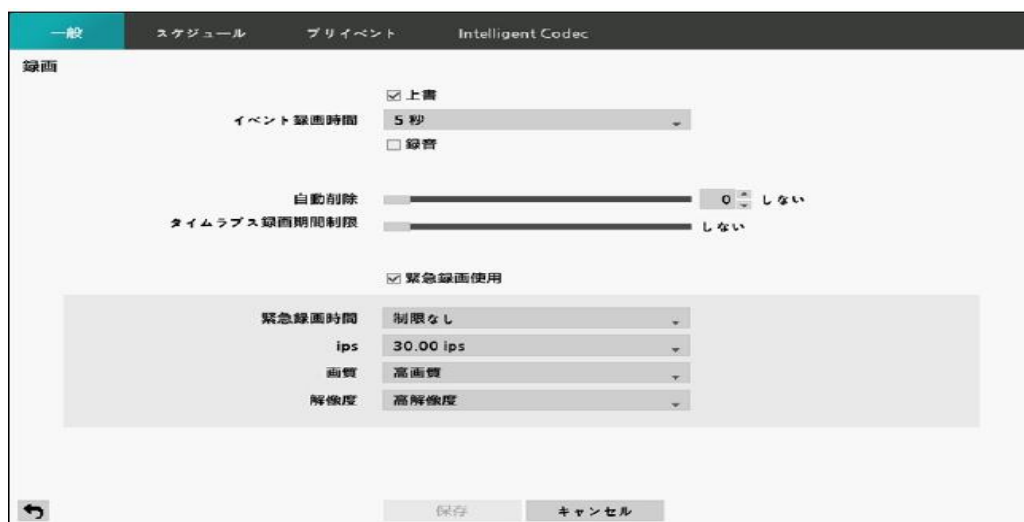 一般 スケジュール プリイベント Intelligent Codec
録画
上書
イベント録画時間 5 秒
録音
自動削除 0 しない
タイムラプス録画期間制限 しない
緊急録画使用
緊急録画時間 制限なし
ips 30.00 ips
画質 高画質
解像度 高解像度
保存 キャンセル